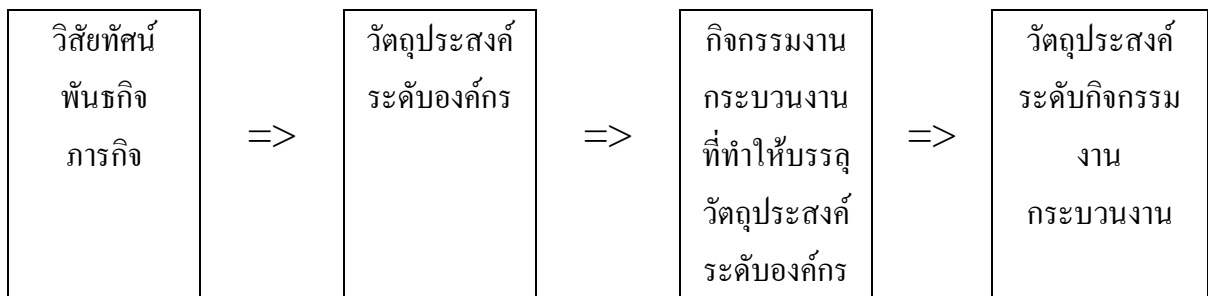 วิสัยทัศน์
พันธกิจ
ภารกิจ
=>
วัตถุประสงค์
ระดับองค์กร
=>
กิจกรรมงาน
กระบวนงาน
ที่ทำให้บรรลุ
วัตถุประสงค์
ระดับองค์กร
=>
วัตถุประสงค์
ระดับกิจกรรม
งาน
กระบวนงาน